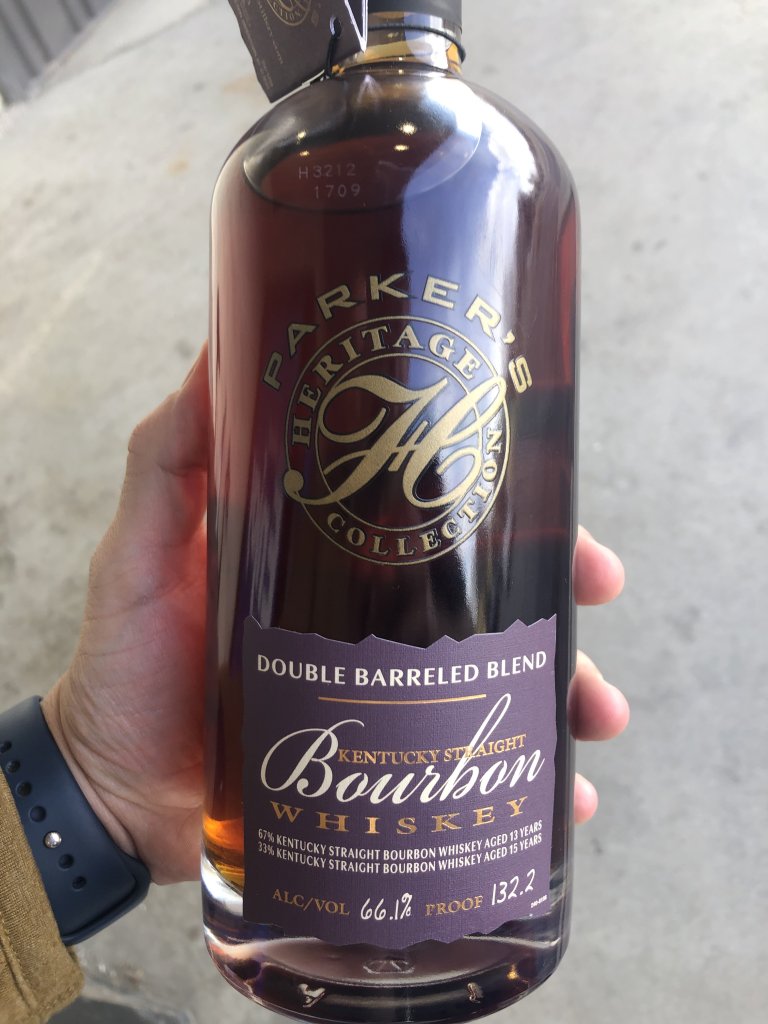 H3212
1709
PARKER'S
HERITAGE
H
COLLECTION
DOUBLE BARRELED BLEND
KENTUCKY STRAIGHT
Bourbon
WHISKEY
67% KENTUCKY STRAIGHT BOURBON WHISKEY AGED 13 YEARS
33% KENTUCKY STRAIGHT BOURBON WHISKEY AGED 15 YEARS
ALC/VOL 66.1% PROOF 132.2